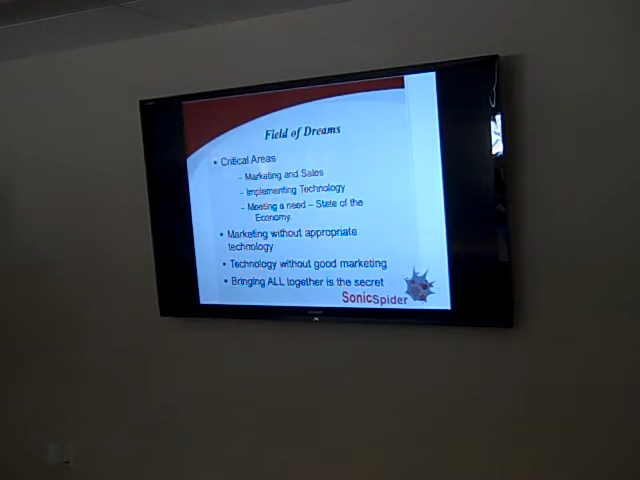 Field of Dreams
• Critical Areas
– Marketing and Sales
– Implementing Technology
– Meeting a need – State of the
Economy.
• Marketing without appropriate
technology
• Technology without good marketing
• Bringing ALL together is the secret
SonicSpider